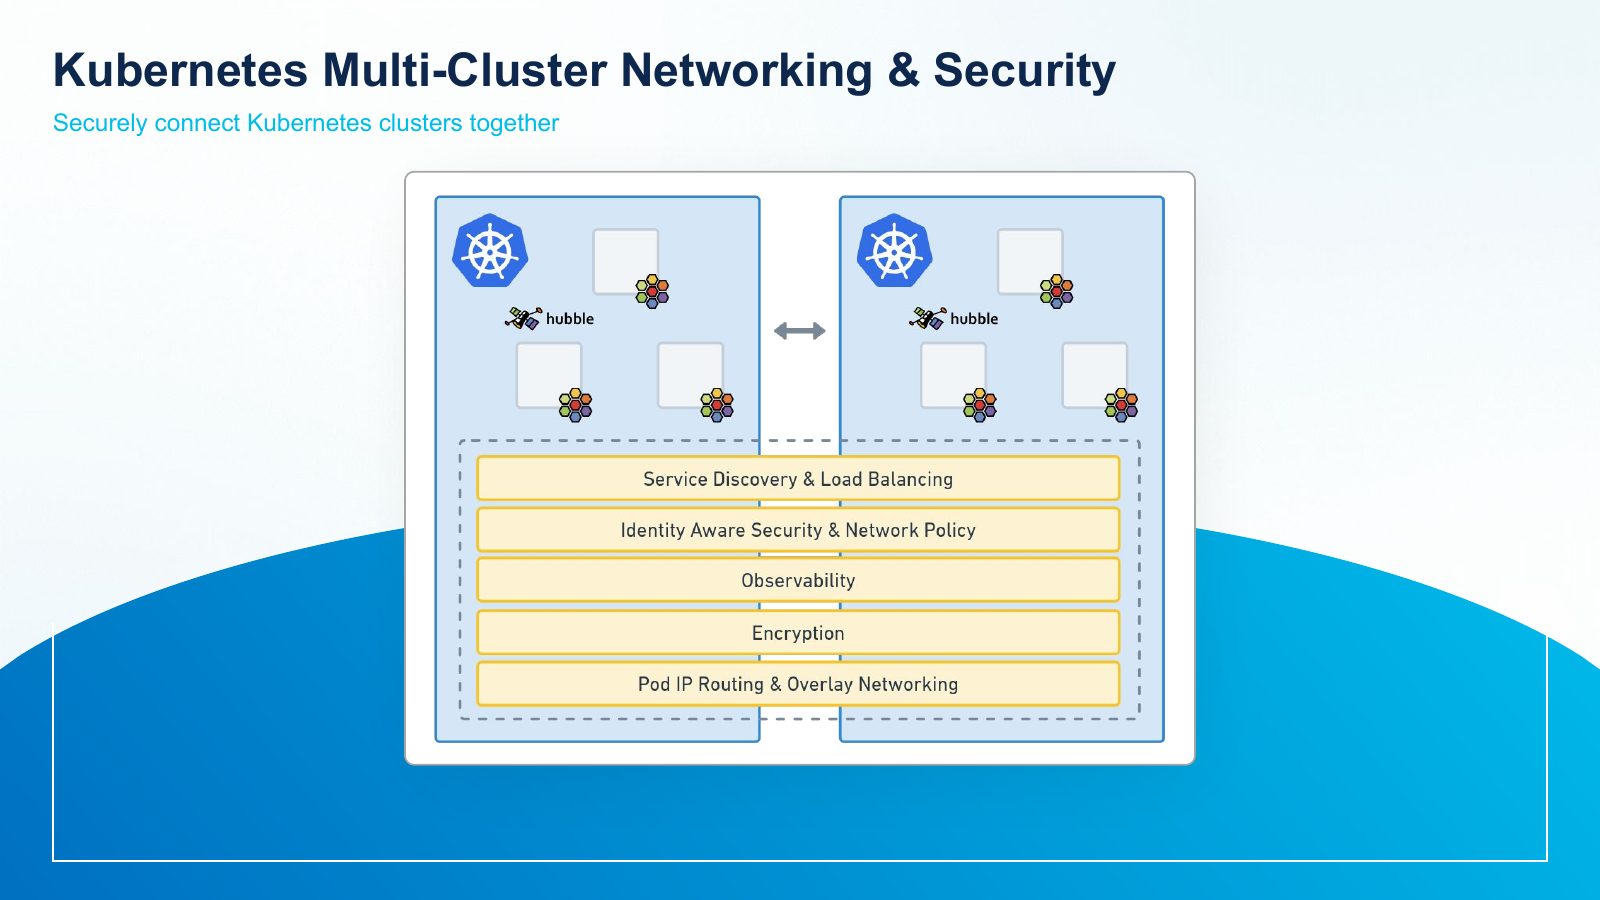 Kubernetes Multi-Cluster Networking & Security
Securely connect Kubernetes clusters together
hubble
hubble
Service Discovery & Load Balancing
Identity Aware Security & Network Policy
Observability
Encryption
Pod IP Routing & Overlay Networking